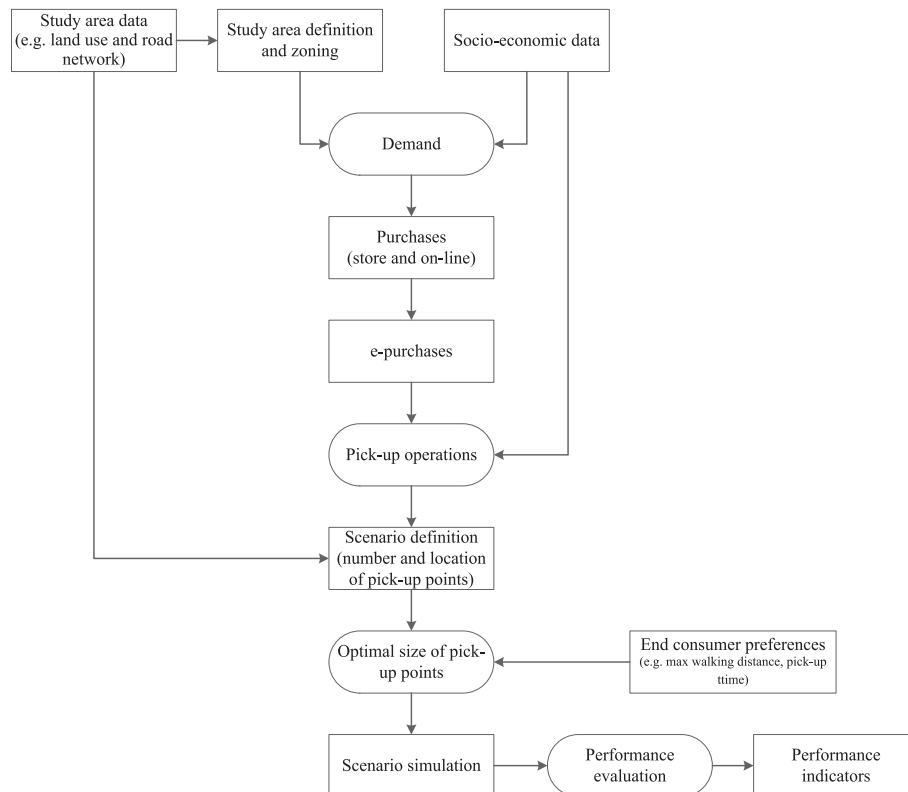 Study area data
(e.g. land use and road
network)
Study area definition
and zoning
Socio-economic data
Demand
Purchases
(store and on-line)
e-purchases
Pick-up operations
Scenario definition
(number and location
of pick-up points)
Optimal size of pick-
up points
End consumer preferences
(e.g. max walking distance, pick-up
ttime)
Scenario simulation
Performance
evaluation
Performance
indicators